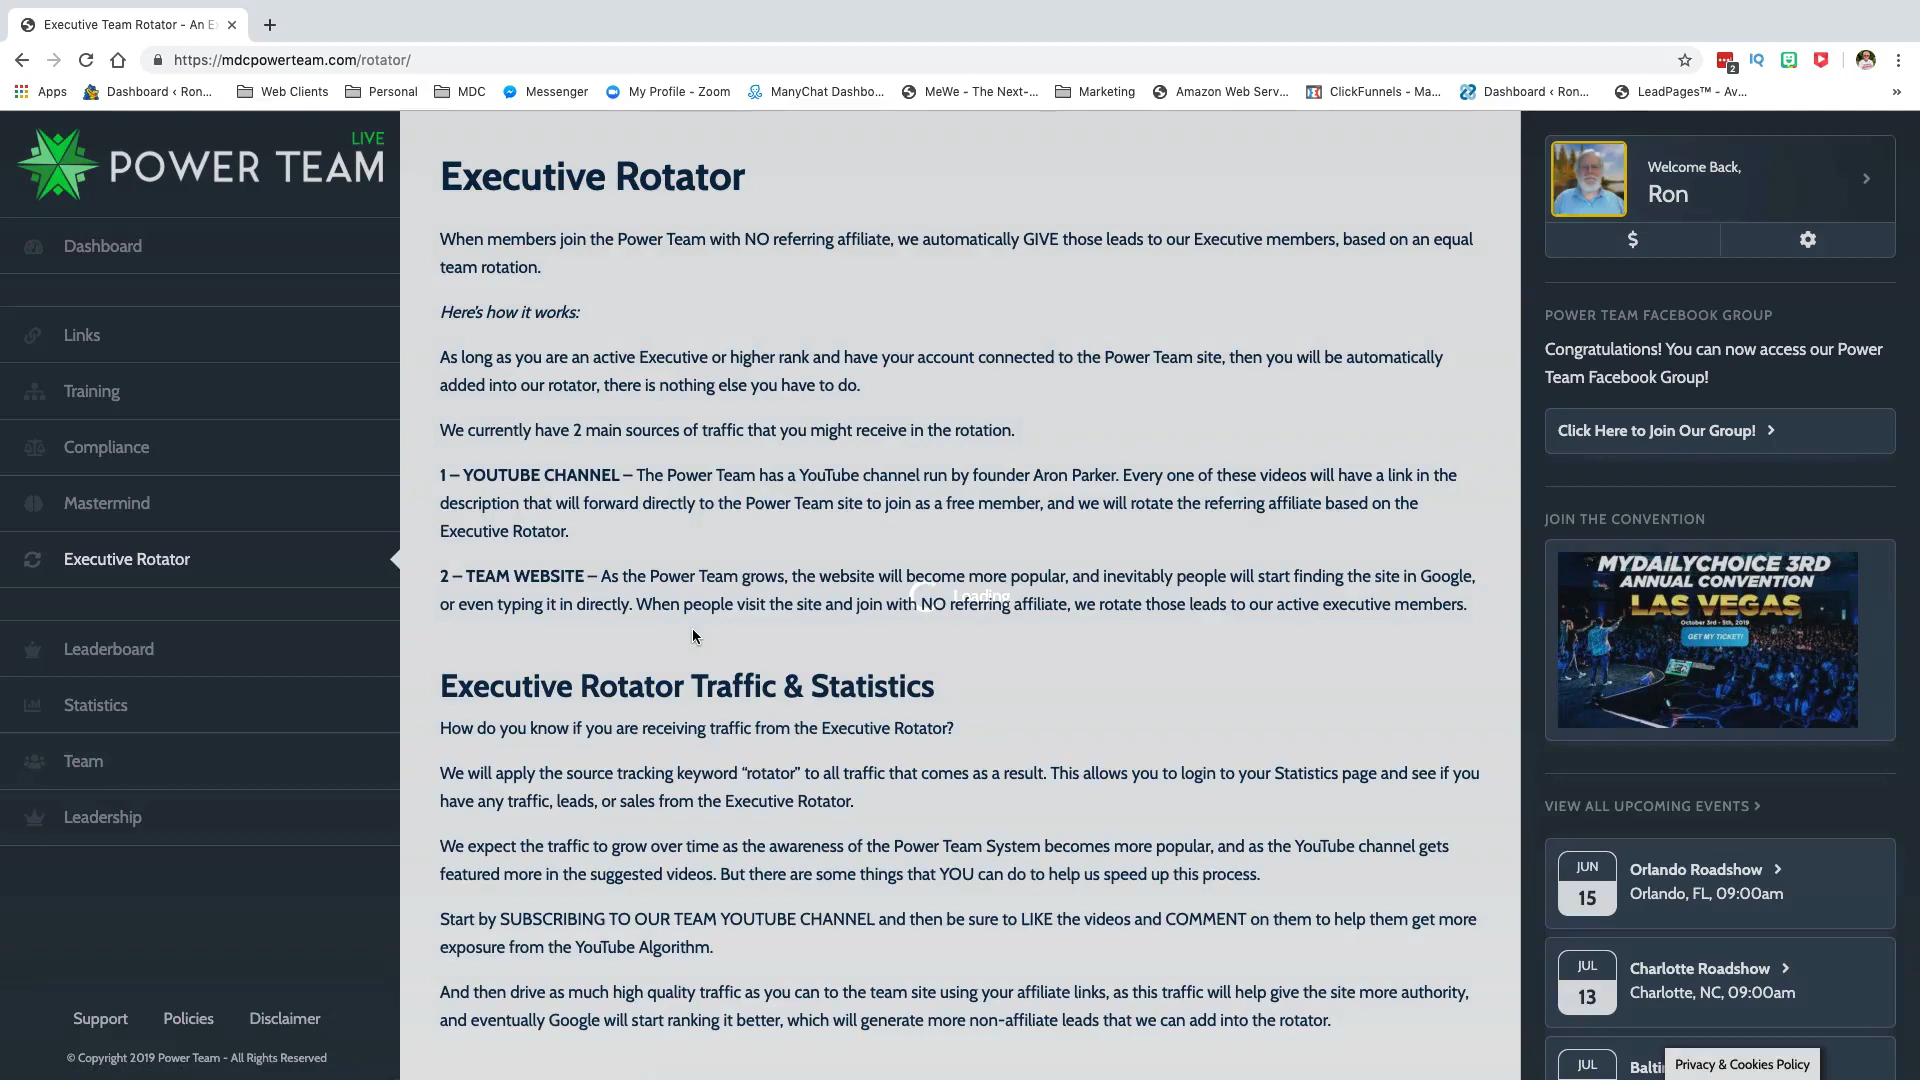 Executive Team Rotator - An E
https://mdcpowerteam.com/rotator/
IQ
2
Apps
Dashboard ‹ Ron...
Web Clients
Personal
MDC
Messenger
My Profile - Zoom
ManyChat Dashbo...
MeWe - The Next-...
Marketing
Amazon Web Serv...
ClickFunnels - Ma...
Dashboard ‹ Ron...
LeadPages™ - Av...
»
LIVE
POWER TEAM
Dashboard
Links
Training
Compliance
Mastermind
Executive Rotator
Leaderboard
Statistics
Team
Leadership
Support Policies Disclaimer
© Copyright 2019 Power Team - All Rights Reserved
Executive Rotator
When members join the Power Team with NO referring affiliate, we automatically GIVE those leads to our Executive members, based on an equal
team rotation.
Here's how it works:
As long as you are an active Executive or higher rank and have your account connected to the Power Team site, then you will be automatically
added into our rotator, there is nothing else you have to do.
We currently have 2 main sources of traffic that you might receive in the rotation.
1 – YOUTUBE CHANNEL – The Power Team has a YouTube channel run by founder Aron Parker. Every one of these videos will have a link in the
description that will forward directly to the Power Team site to join as a free member, and we will rotate the referring affiliate based on the
Executive Rotator.
2 – TEAM WEBSITE – As the Power Team grows, the website will become more popular, and inevitably people will start finding the site in Google,
Loading
or even typing it in directly. When people visit the site and join with NO referring affiliate, we rotate those leads to our active executive members.
Executive Rotator Traffic & Statistics
How do you know if you are receiving traffic from the Executive Rotator?
We will apply the source tracking keyword “rotator” to all traffic that comes as a result. This allows you to login to your Statistics page and see if you
have any traffic, leads, or sales from the Executive Rotator.
We expect the traffic to grow over time as the awareness of the Power Team System becomes more popular, and as the YouTube channel gets
featured more in the suggested videos. But there are some things that YOU can do to help us speed up this process.
Start by SUBSCRIBING TO OUR TEAM YOUTUBE CHANNEL and then be sure to LIKE the videos and COMMENT on them to help them get more
exposure from the YouTube Algorithm.
And then drive as much high quality traffic as you can to the team site using your affiliate links, as this traffic will help give the site more authority,
and eventually Google will start ranking it better, which will generate more non-affiliate leads that we can add into the rotator.
Welcome Back,
Ron
$
POWER TEAM FACEBOOK GROUP
Congratulations! You can now access our Power
Team Facebook Group!
Click Here to Join Our Group!
JOIN THE CONVENTION
MYDAILYCHOICE 3RD
ANNUAL CONVENTION
LAS VEGAS
October 3rd - 5th, 2019
GET MY TICKET!
VIEW ALL UPCOMING EVENTS
JUN
15
Orlando Roadshow
Orlando, FL, 09:00am
JUL
13
Charlotte Roadshow
Charlotte, NC, 09:00am
JUL
Balti
Privacy & Cookies Policy